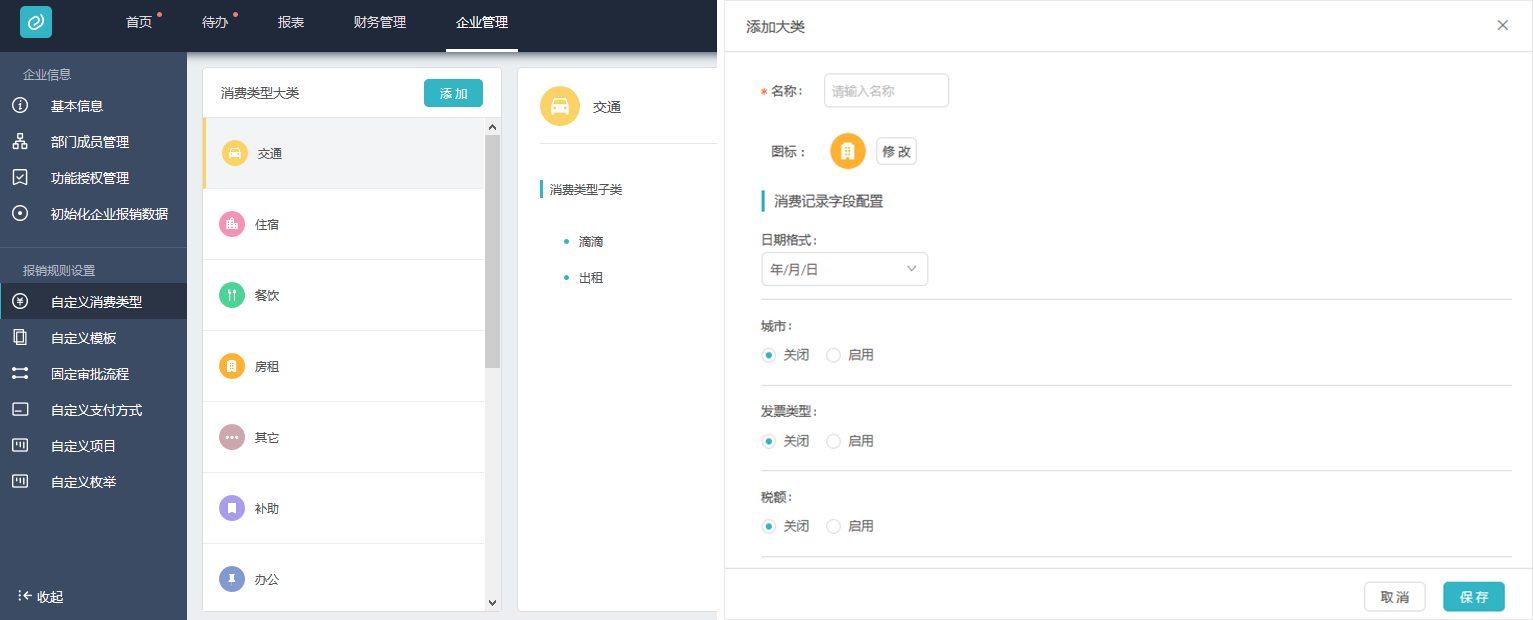 首页
待办
报表
财务管理
企业管理
企业信息
基本信息
部门成员管理
功能授权管理
初始化企业报销数据
报销规则设置
自定义消费类型
自定义模板
固定审批流程
自定义支付方式
自定义项目
自定义枚举
收起
消费类型大类
添加
交通
住宿
餐饮
房租
其它
补助
办公
交通
消费类型子类
滴滴
出租
添加大类
* 名称:
请输入名称
图标:
修改
消费记录字段配置
日期格式:
年/月/日
城市:
关闭 启用
发票类型:
关闭 启用
税额:
关闭 启用
取消 保存